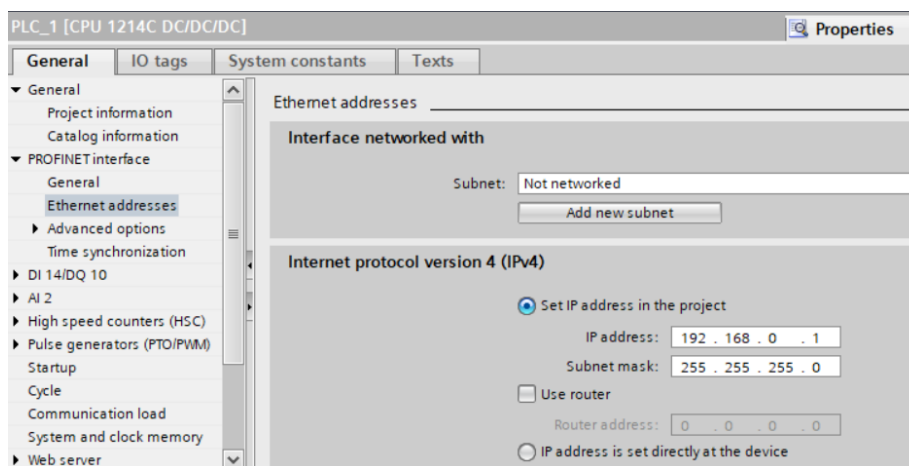 PLC_1 [CPU 1214C DC/DC/DC]
Properties
General
IO tags
System constants
Texts
General
Project information
Catalog information
PROFINET interface
General
Ethernet addresses
Advanced options
Time synchronization
DI 14/DQ 10
AI 2
High speed counters (HSC)
Pulse generators (PTO/PWM)
Startup
Cycle
Communication load
System and clock memory
Web server
Ethernet addresses
Interface networked with
Subnet: Not networked
Add new subnet
Internet protocol version 4 (IPv4)
Set IP address in the project
IP address: 192 . 168 . 0 . 1
Subnet mask: 255 . 255 . 255 . 0
Use router
Router address: 0 . 0 . 0 . 0
IP address is set directly at the device